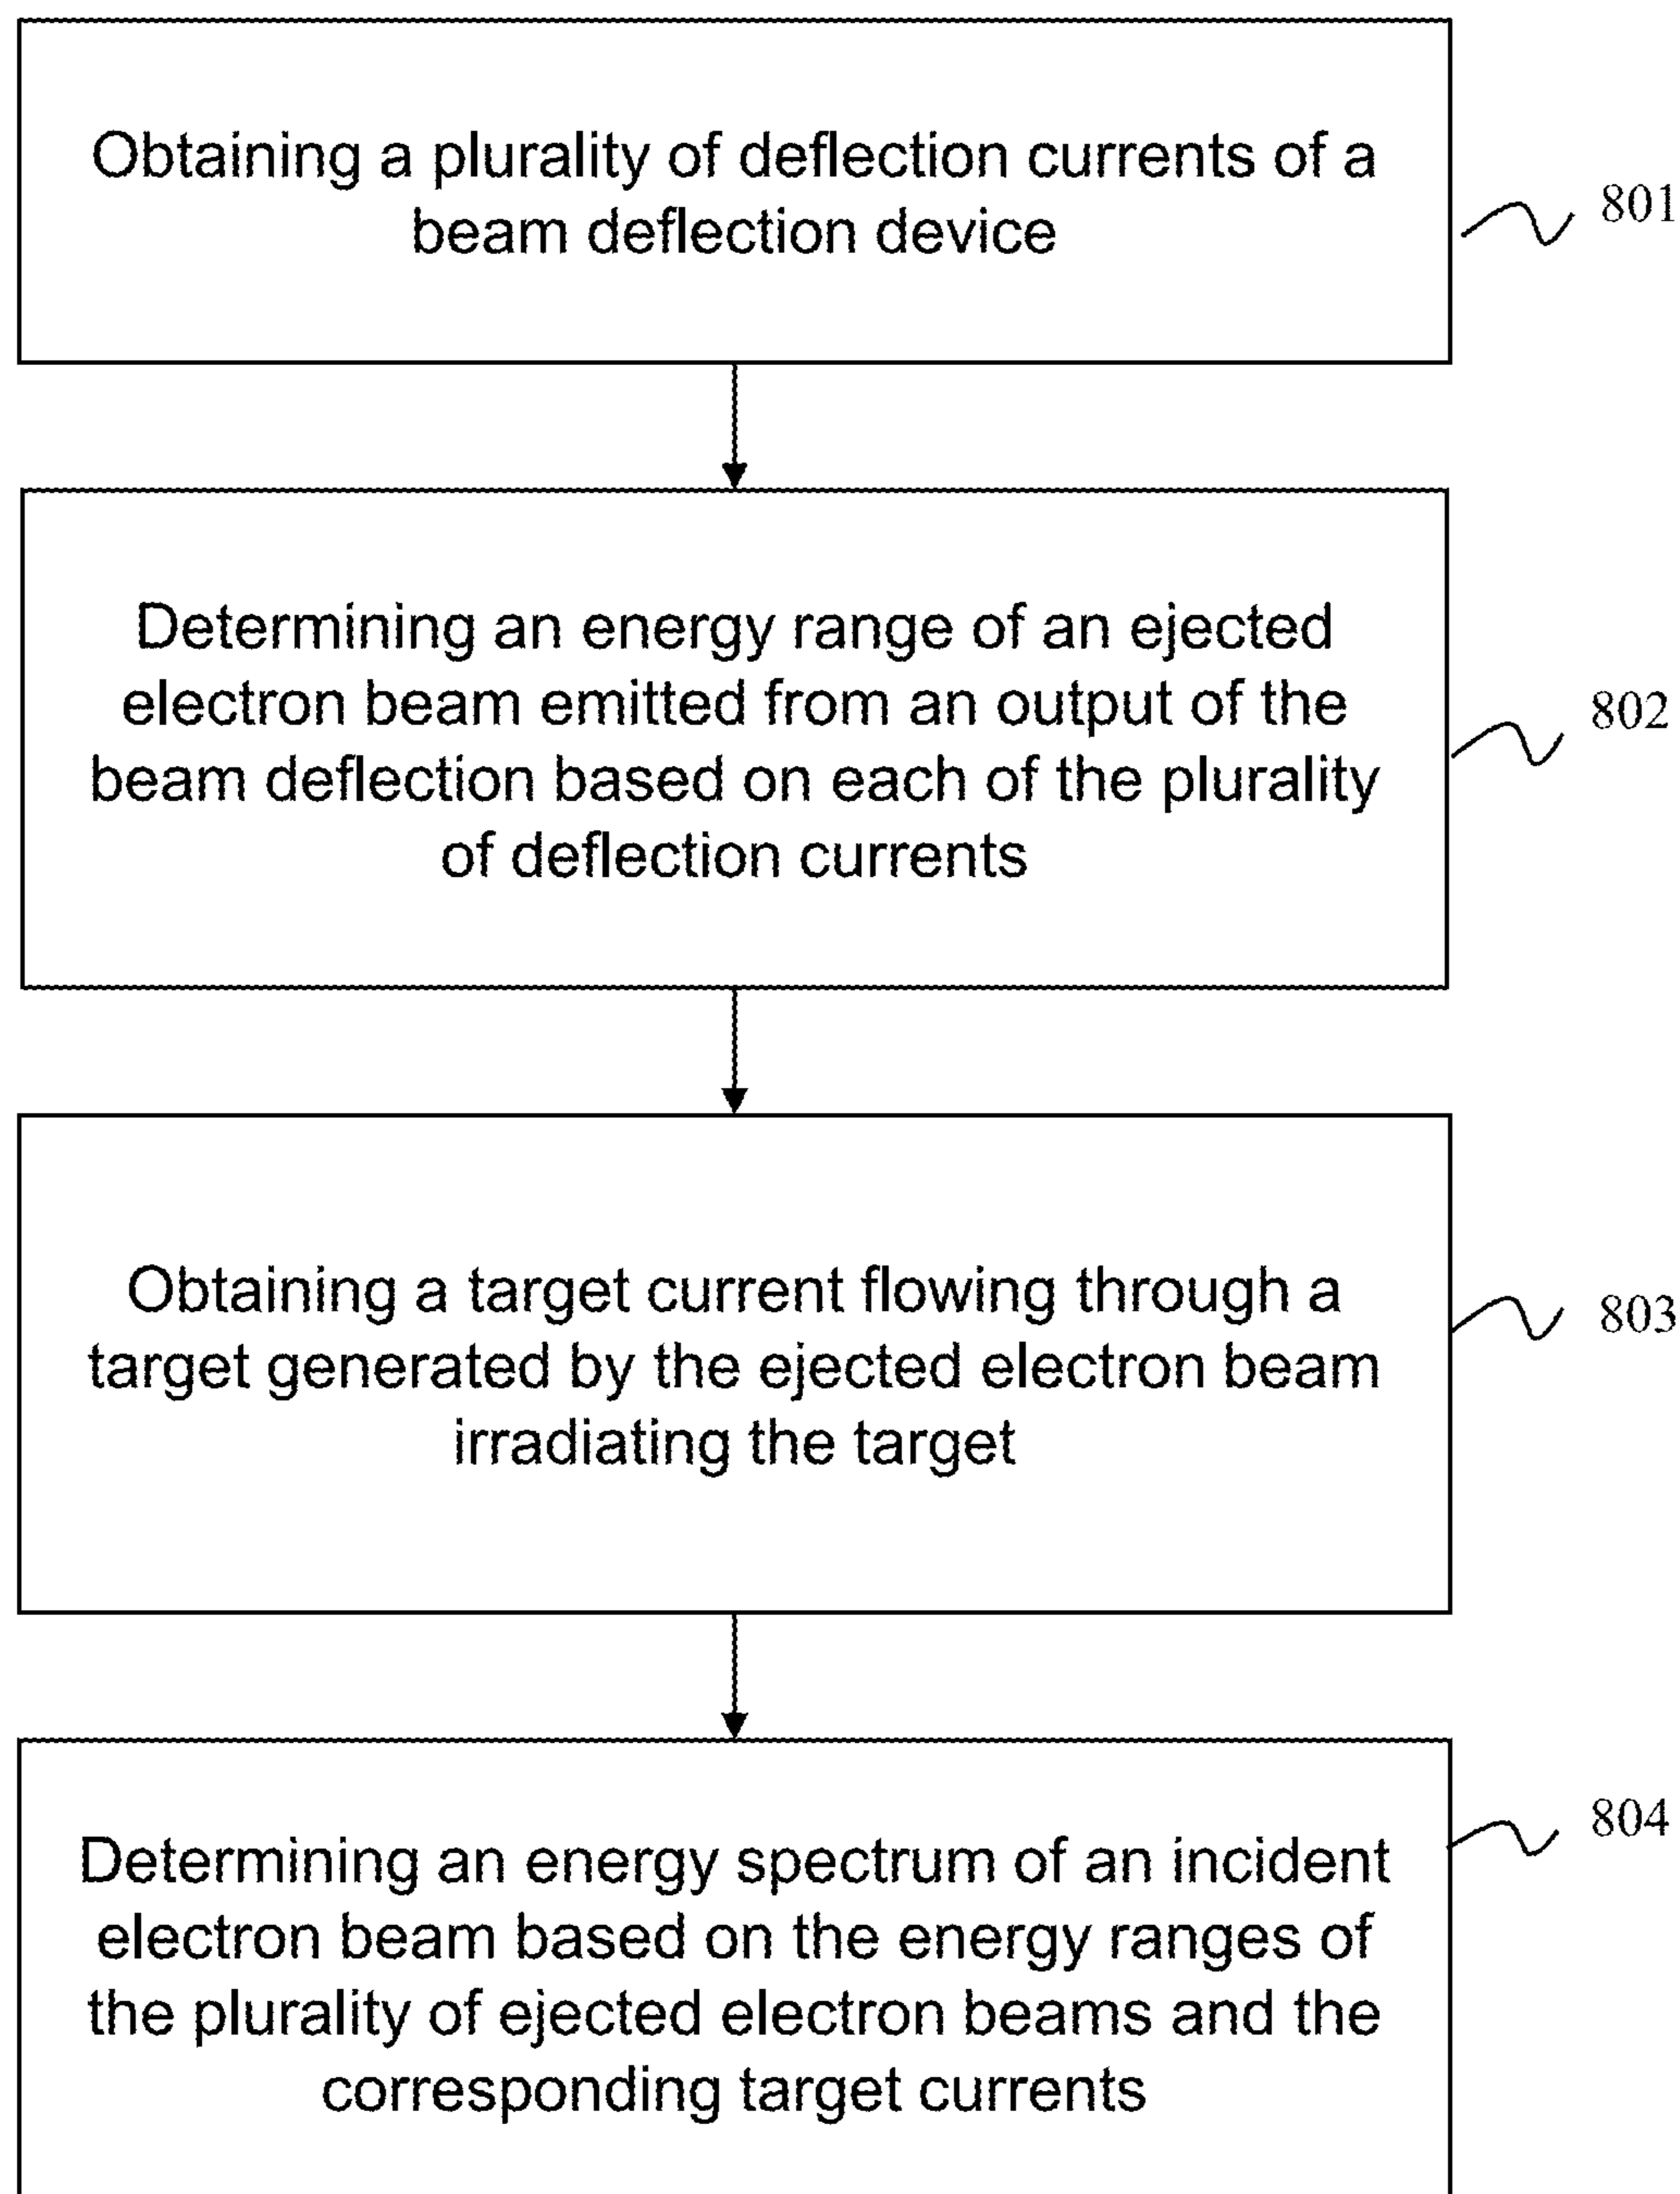 Obtaining a plurality of deflection currents of a
beam deflection device
801
Determining an energy range of an ejected
electron beam emitted from an output of the
beam deflection based on each of the plurality
of deflection currents
802
Obtaining a target current flowing through a
target generated by the ejected electron beam
irradiating the target
803
Determining an energy spectrum of an incident
electron beam based on the energy ranges of
the plurality of ejected electron beams and the
corresponding target currents
804